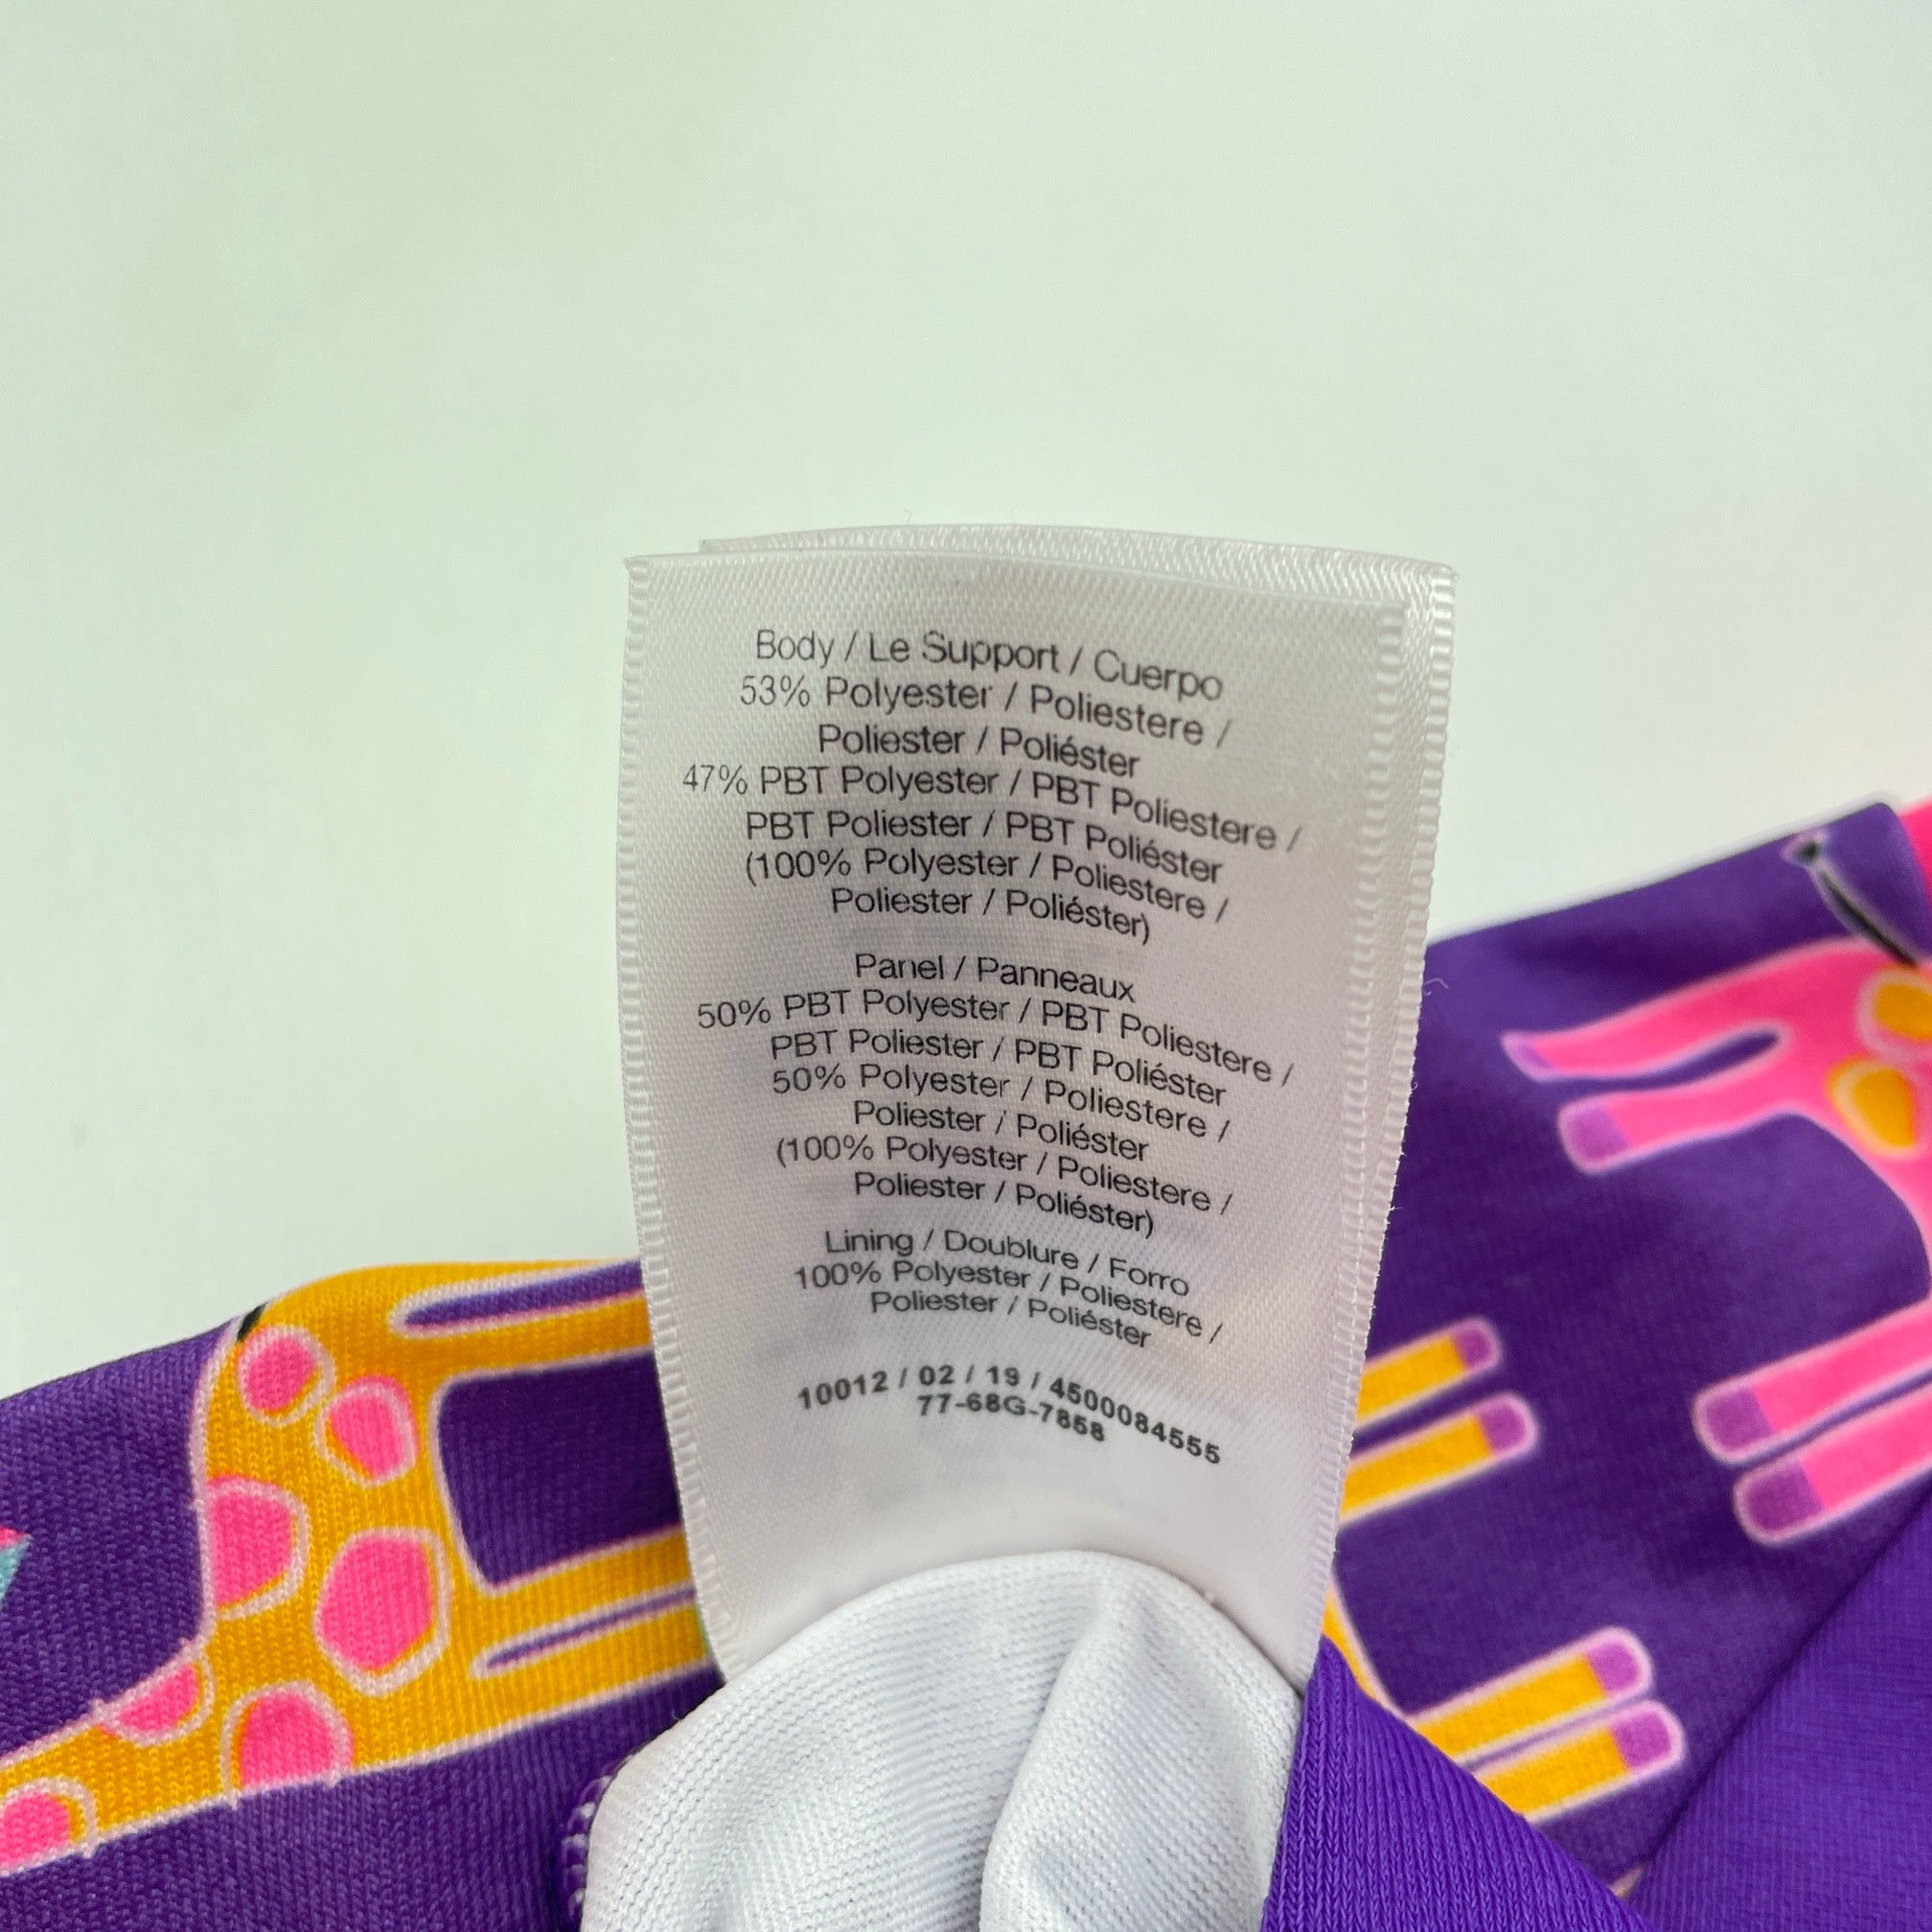 Body / Le Support / Cuerpo
53% Polyester / Poliestere /
Poliester / Poliéster
47% PBT Polyester / PBT Poliestere /
PBT Poliester / PBT Poliéster
(100% Polyester / Poliestere /
Poliester / Poliéster)
Panel / Panneaux
50% PBT Polyester / PBT Poliestere /
PBT Poliester / PBT Poliéster
50% Polyester / Poliestere /
Poliester / Poliéster
(100% Polyester / Poliestere /
Poliester / Poliéster)
Lining / Doublure / Forro
100% Polyester / Poliestere /
Poliester / Poliéster
10012 / 02 / 19 / 4500084555
77-68G-7858